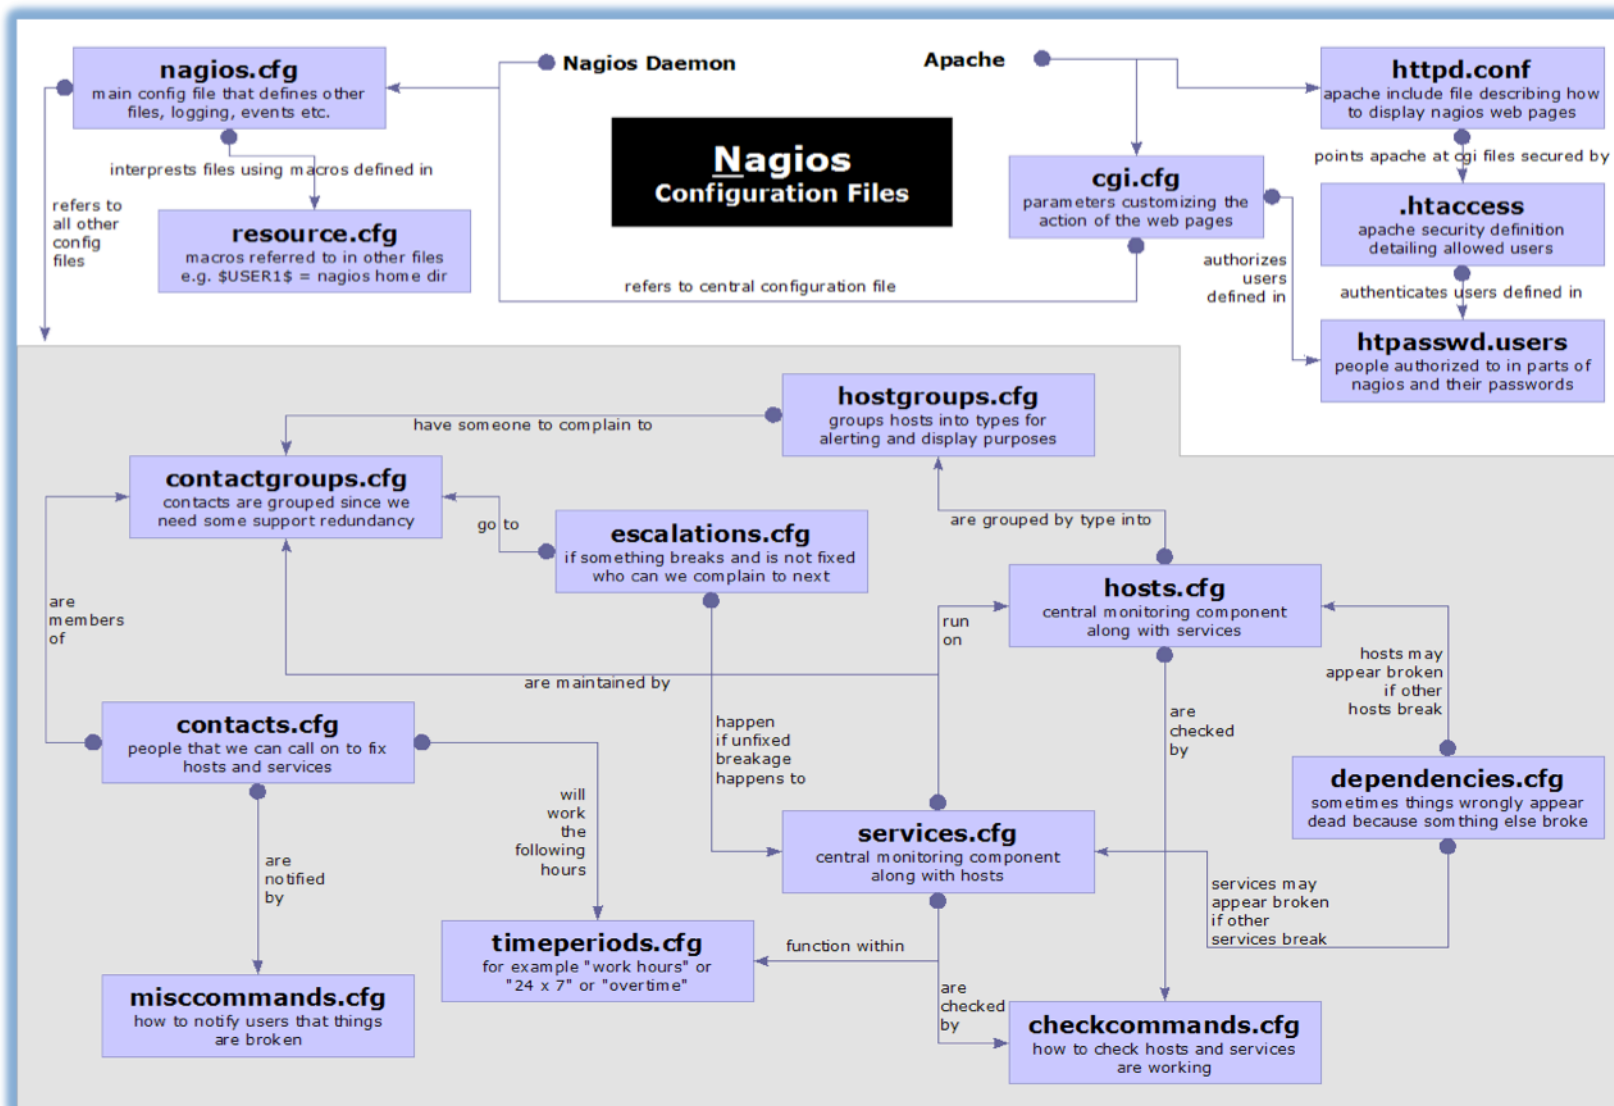 nagios.cfg
main config file that defines other
files, logging, events etc.
Nagios Daemon
Apache
httpd.conf
apache include file describing how
to display nagios web pages
Nagios
Configuration Files
interprests files using macros defined in
points apache at cgi files secured by
cgi.cfg
parameters customizing the
action of the web pages
refers to
all other
config
files
resource.cfg
macros referred to in other files
e.g. $USER1$ = nagios home dir
.htaccess
apache security definition
detailing allowed users
refers to central configuration file
authorizes
users
defined in
authenticates users defined in
htpasswd.users
people authorized to in parts of
nagios and their passwords
hostgroups.cfg
groups hosts into types for
alerting and display purposes
have someone to complain to
contactgroups.cfg
contacts are grouped since we
need some support redundancy
go to
escalations.cfg
if something breaks and is not fixed
who can we complain to next
are grouped by type into
hosts.cfg
central monitoring component
along with services
are
members
of
run
on
are maintained by
hosts may
appear broken
if other
hosts break
contacts.cfg
people that we can call on to fix
hosts and services
happen
if unfixed
breakage
happens to
are
checked
by
dependencies.cfg
sometimes things wrongly appear
dead because somthing else broke
will
work
the
following
hours
services.cfg
central monitoring component
along with hosts
are
notified
by
services may
appear broken
if other
services break
timeperiods.cfg
for example "work hours" or
"24 x 7" or "overtime"
function within
misccommands.cfg
how to notify users that things
are broken
are
checked
by
checkcommands.cfg
how to check hosts and services
are working